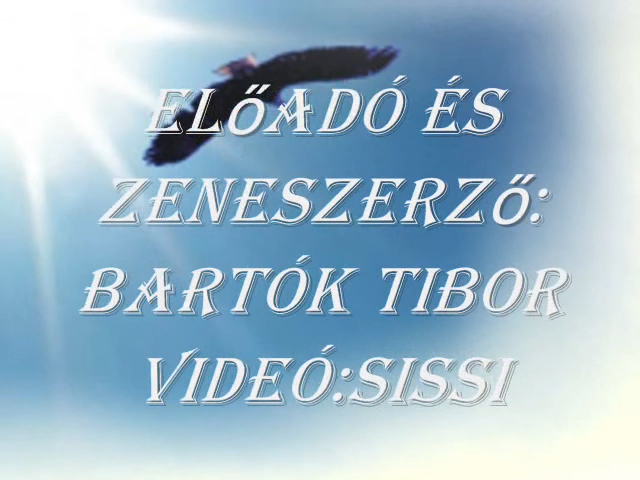 ELŐADÓ ÉS
ZENESZERZŐ:
BARTÓK TIBOR
VIDEÓ:SISSI